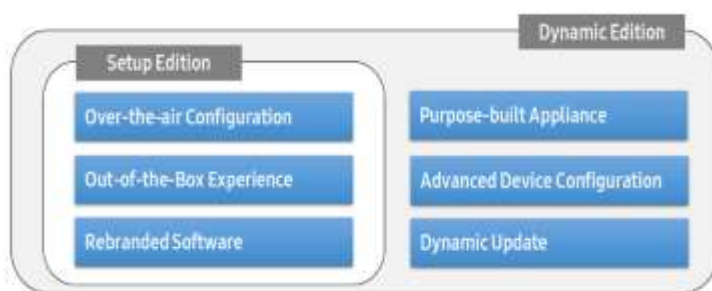 Dynamic Edition
Setup Edition
Over-the-air Configuration
Out-of-the-Box Experience
Rebranded Software
Purpose-built Appliance
Advanced Device Configuration
Dynamic Update